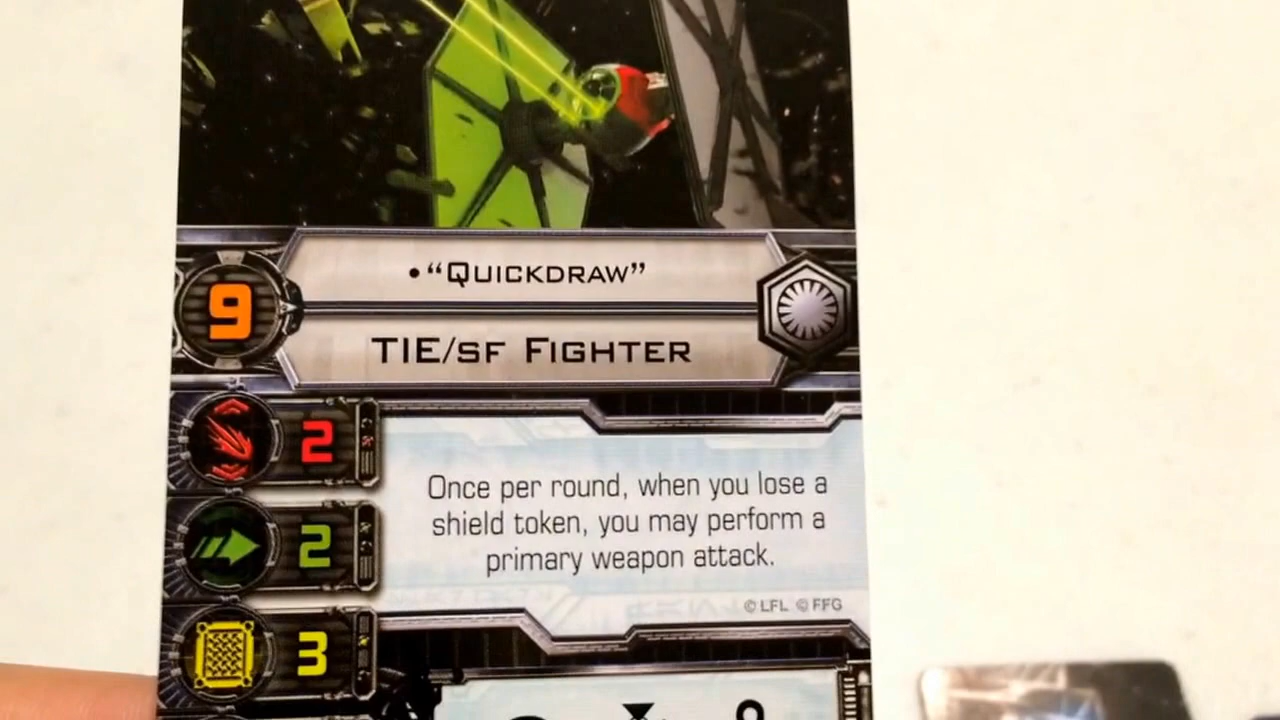 •“Quickdraw”
9
TIE/sf Fighter
2
Once per round, when you lose a
shield token, you may perform a
2
primary weapon attack.
© LFL © FFG
3